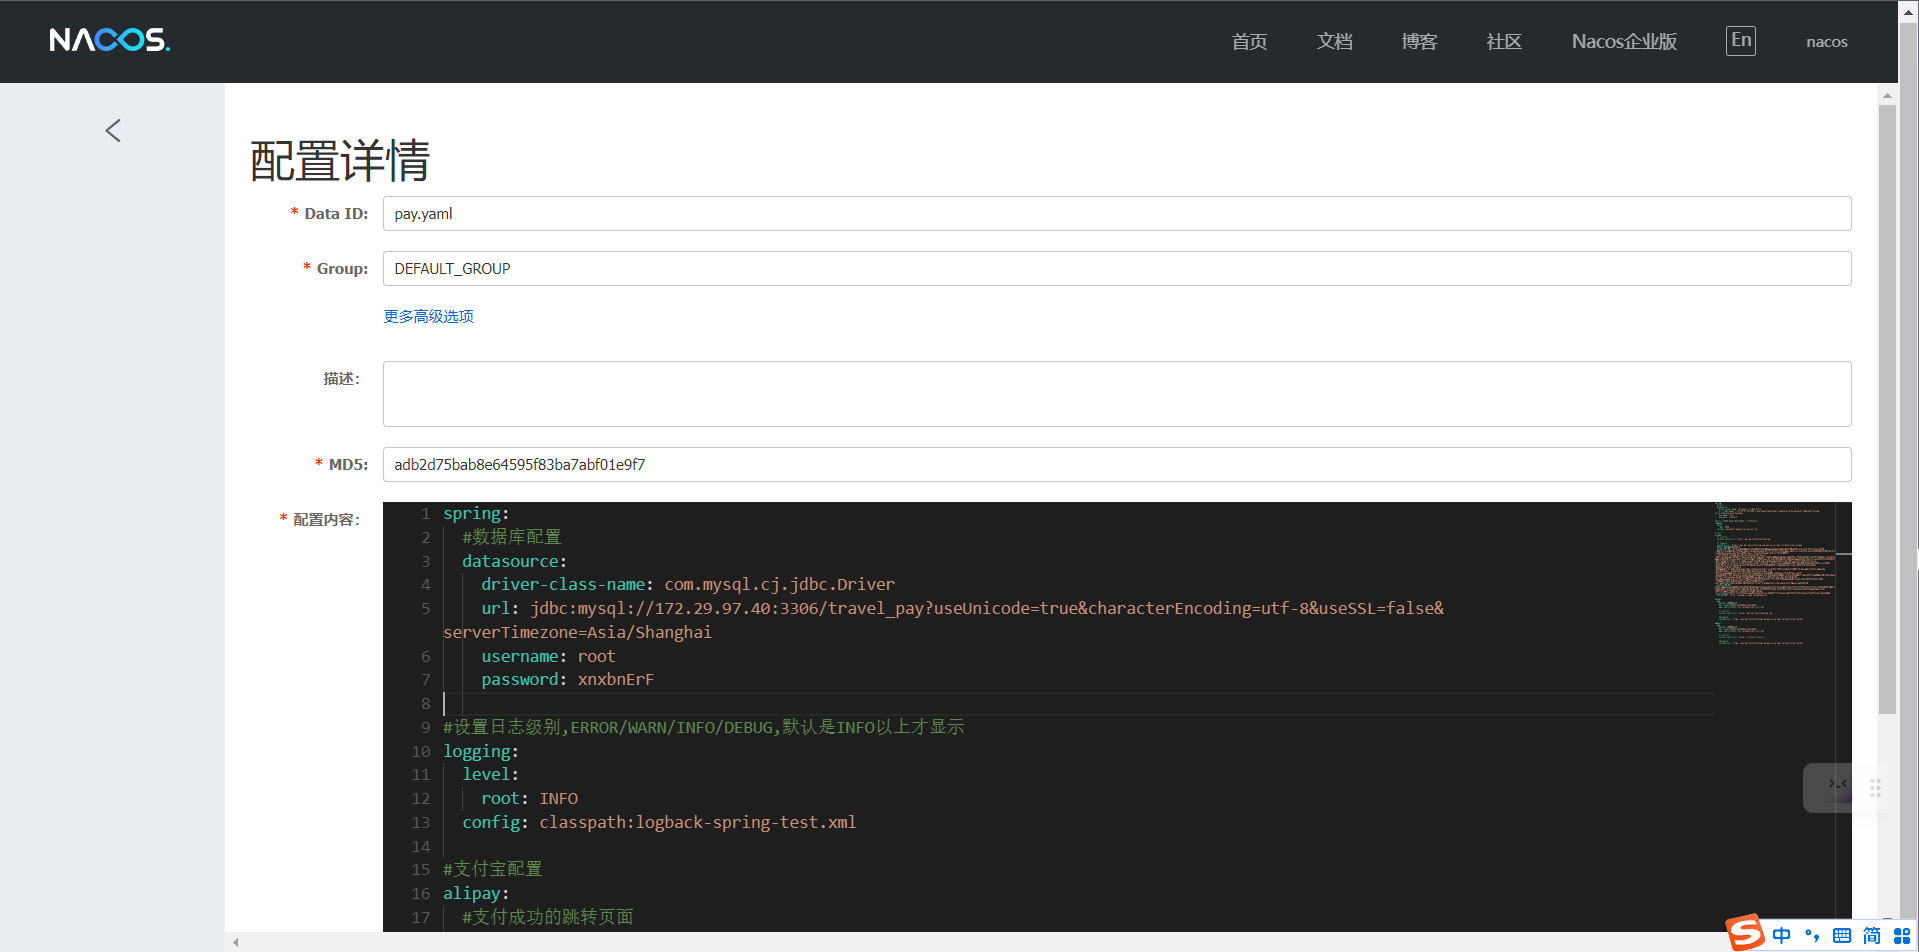 NACOS.
首页 文档 博客 社区 Nacos企业版 En nacos
配置详情
* Data ID: pay.yaml
* Group: DEFAULT_GROUP
更多高级选项
描述:
* MD5: adb2d75bab8e64595f83ba7abf01e9f7
* 配置内容:
1 spring:
2 #数据库配置
3 datasource:
4 driver-class-name: com.mysql.cj.jdbc.Driver
5 url: jdbc:mysql://172.29.97.40:3306/travel_pay?useUnicode=true&characterEncoding=utf-8&useSSL=false&
serverTimezone=Asia/Shanghai
6 username: root
7 password: xnxbnErF
8
9 #设置日志级别,ERROR/WARN/INFO/DEBUG,默认是INFO以上才显示
10 logging:
11 level:
12 root: INFO
13 config: classpath:logback-spring-test.xml
14
15 #支付宝配置
16 alipay:
17 #支付成功的跳转页面
S 中 简